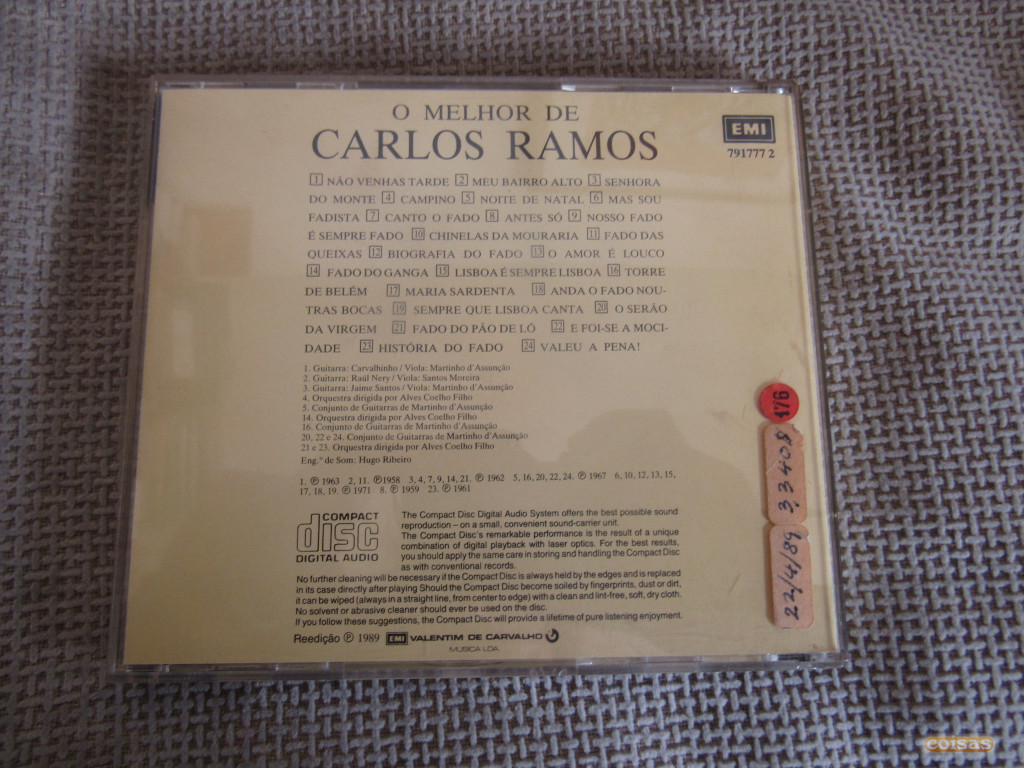 O MELHOR DE
CARLOS RAMOS
EMI
791777 2
1 NÃO VENHAS TARDE 2 MEU BAIRRO ALTO 3 SENHORA
DO MONTE 4 CAMPINO 5 NOITE DE NATAL 6 MAS SOU
FADISTA 7 CANTO O FADO 8 ANTES SÓ 9 NOSSO FADO
É SEMPRE FADO 10 CHINELAS DA MOURARIA 11 FADO DAS
QUEIXAS 12 BIOGRAFIA DO FADO 13 O AMOR É LOUCO
14 FADO DO GANGA 15 LISBOA É SEMPRE LISBOA 16 TORRE
DE BELÉM 17 MARIA SARDENTA 18 ANDA O FADO NOU-
TRAS BOCAS 19 SEMPRE QUE LISBOA CANTA 20 O SERÃO
DA VIRGEM 21 FADO DO PÃO DE LÓ 22 E FOI-SE A MOCI-
DADE 23 HISTÓRIA DO FADO 24 VALEU A PENA!
1. Guitarra: Carvalhinho / Viola: Martinho d'Assunção
2. Guitarra: Raúl Nery / Viola: Santos Moreira
3. Guitarra: Jaime Santos / Viola: Martinho d'Assunção
4. Orquestra dirigida por Alves Coelho Filho
5. Conjunto de Guitarras de Martinho d'Assunção
14. Orquestra dirigida por Alves Coelho Filho
16. Conjunto de Guitarras de Martinho d'Assunção
20, 22 e 24. Conjunto de Guitarras de Martinho d'Assunção
21 e 23. Orquestra dirigida por Alves Coelho Filho
Eng.º de Som: Hugo Ribeiro
1. ℗ 1963 2, 11. ℗1958 3, 4, 7, 9, 14, 21. ℗ 1962 5, 16, 20, 22, 24. ℗ 1967 6, 10, 12, 13, 15,
17, 18, 19. ℗ 1971 8. ℗ 1959 23. ℗ 1961
COMPACT
disc
DIGITAL AUDIO
The Compact Disc Digital Audio System offers the best possible sound
reproduction – on a small, convenient sound-carrier unit.
The Compact Disc's remarkable performance is the result of a unique
combination of digital playback with laser optics. For the best results,
you should apply the same care in storing and handling the Compact Disc
as with conventional records.
No further cleaning will be necessary if the Compact Disc is always held by the edges and is replaced
in its case directly after playing Should the Compact Disc become soiled by fingerprints, dust or dirt,
it can be wiped (always in a straight line, from center to edge) with a clean and lint-free, soft, dry cloth.
No solvent or abrasive cleaner should ever be used on the disc.
If you follow these suggestions, the Compact Disc will provide a lifetime of pure listening enjoyment.
Reedição ℗ 1989 EMI VALENTIM DE CARVALHO
MUSICA LDA.
176
22/4/89
coisas